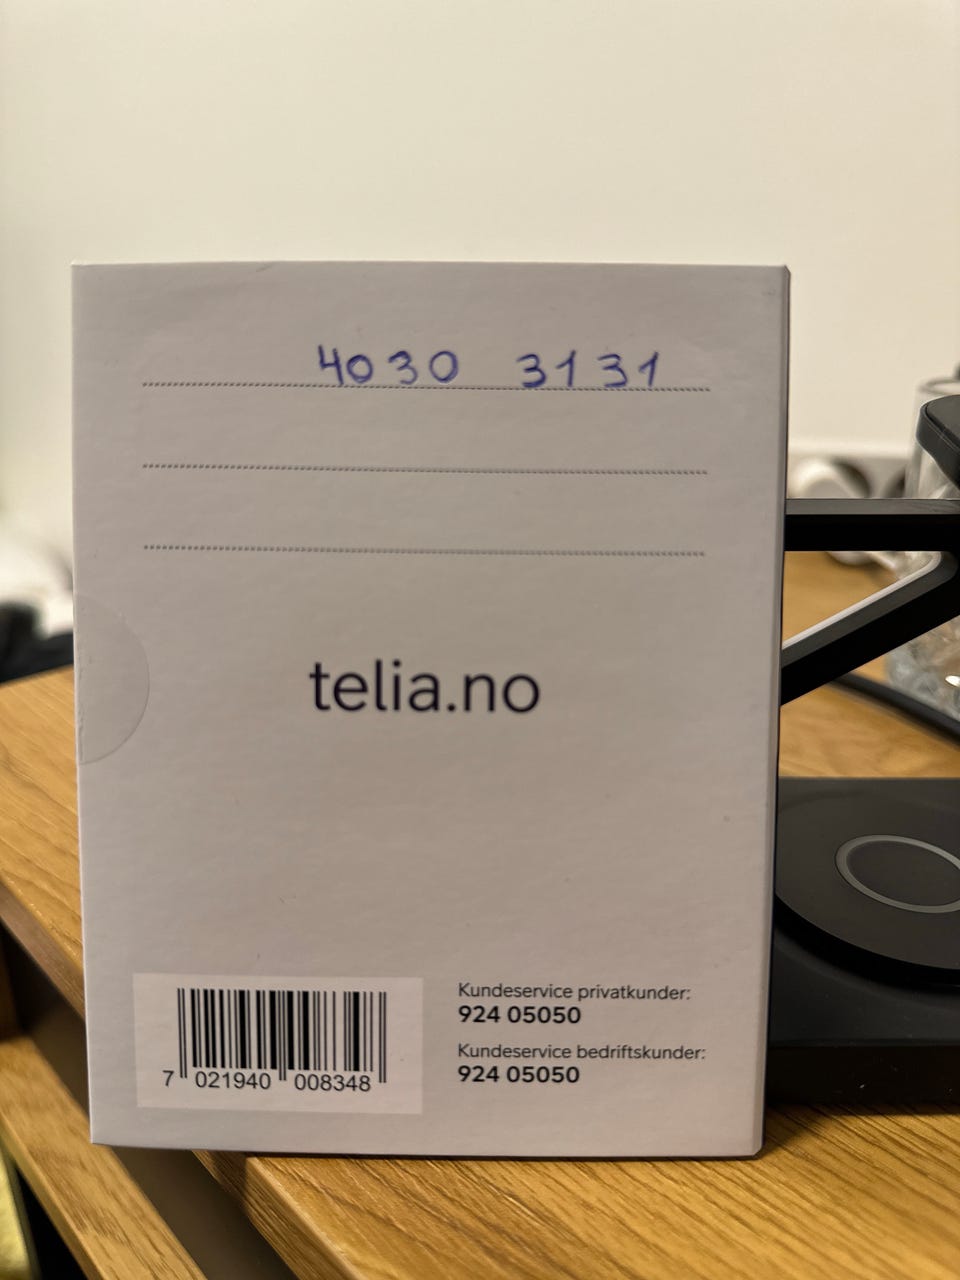 4030 3131
telia.no
Kundeservice privatkunder:
924 05050
Kundeservice bedriftskunder:
924 05050
7 021940 008348